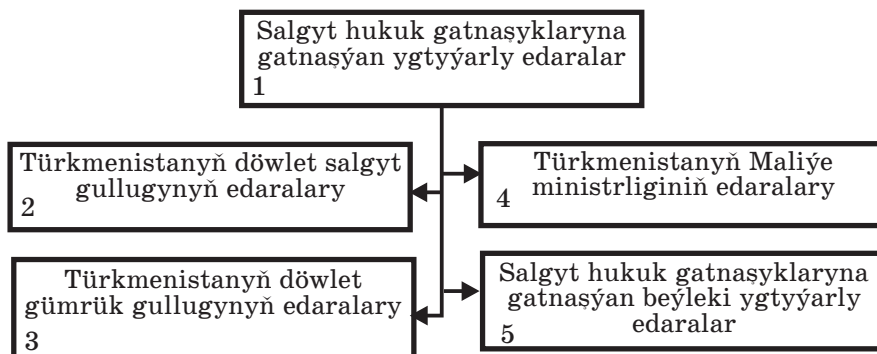 Salgyt hukuk gatnaşyklaryna
gatnaşýan ygtyýarly edaralar
1
Türkmenistanyň döwlet salgyt
gullugynyň edaralary
2
Türkmenistanyň döwlet
gümrük gullugynyň edaralary
3
Türkmenistanyň Maliýe
ministrliginiň edaralary
4
Salgyt hukuk gatnaşyklaryna
gatnaşýan beýleki ygtyýarly
edaralar
5